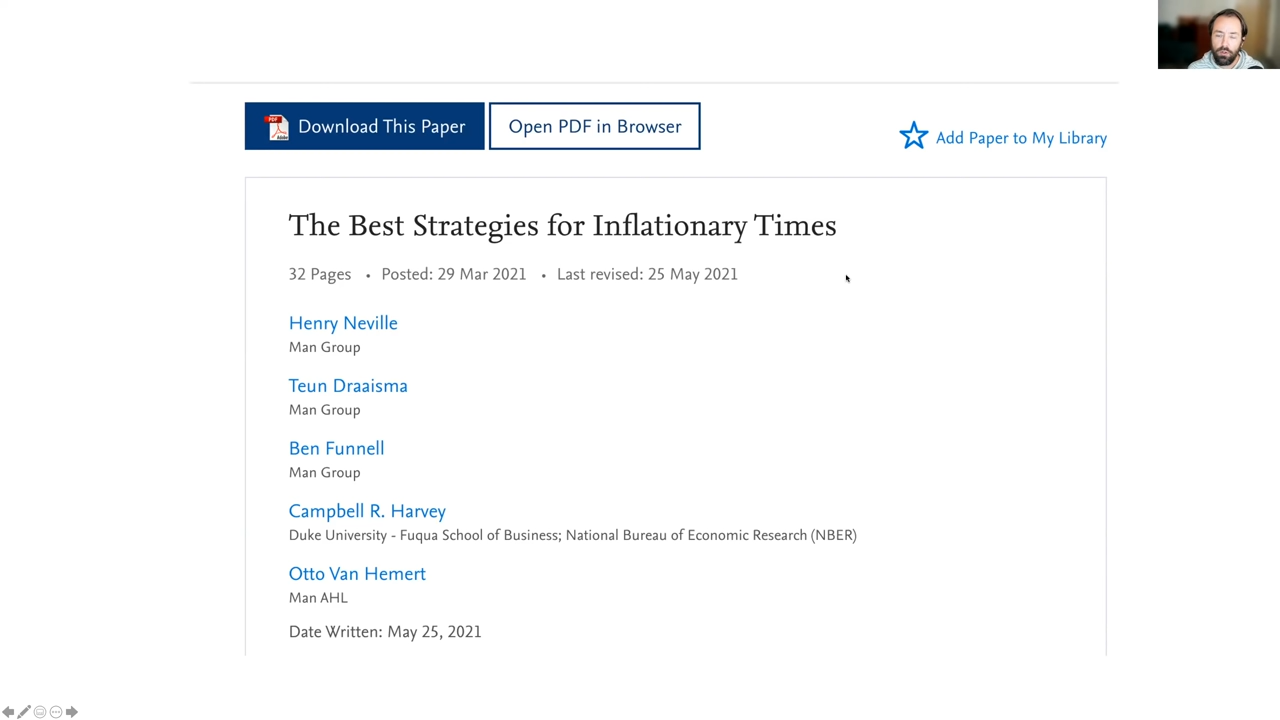 Download This Paper
Open PDF in Browser
Add Paper to My Library
The Best Strategies for Inflationary Times
32 Pages • Posted: 29 Mar 2021 • Last revised: 25 May 2021
Henry Neville
Man Group
Teun Draaisma
Man Group
Ben Funnell
Man Group
Campbell R. Harvey
Duke University - Fuqua School of Business; National Bureau of Economic Research (NBER)
Otto Van Hemert
Man AHL
Date Written: May 25, 2021